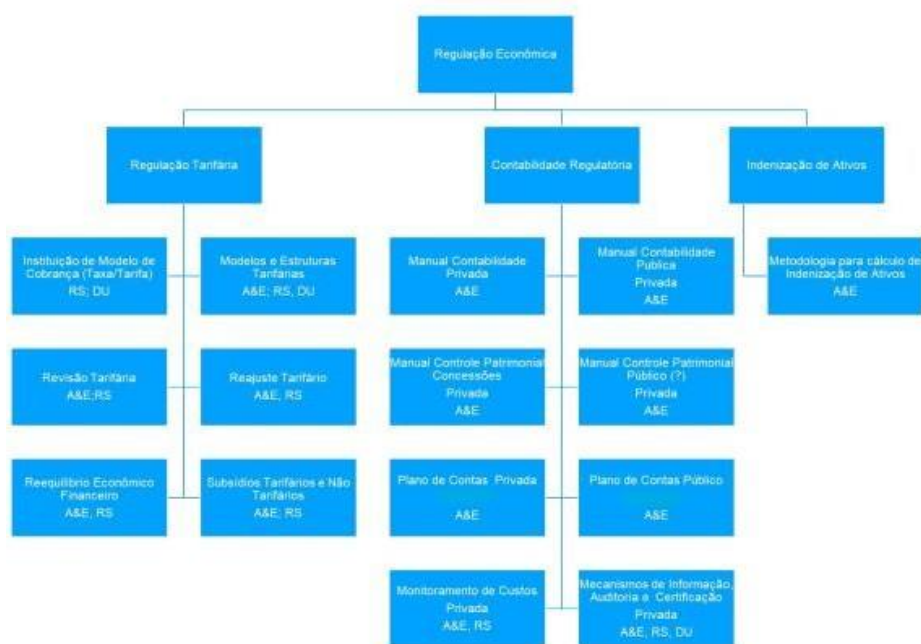 Regulação Econômica
Regulação Tarifária
Contabilidade Regulatória
Indenização de Ativos
Instituição de Modelo de
Cobrança (Taxa/Tarifa)
RS; DU
Modelos e Estruturas
Tarifárias
A&E; RS, DU
Manual Contabilidade
Privada
A&E
Manual Contabilidade
Pública
Privada
A&E
Metodologia para cálculo de
Indenização de Ativos
A&E
Revisão Tarifária
A&E;RS
Reajuste Tarifário
A&E, RS
Manual Controle Patrimonial
Concessões
Privada
A&E
Manual Controle Patrimonial
Público (?)
Privada
A&E
Reequilíbrio Econômico
Financeiro
A&E, RS
Subsídios Tarifários e Não
Tarifários
A&E; RS
Plano de Contas Privada
A&E
Plano de Contas Público
A&E
Monitoramento de Custos
Privada
A&E, RS
Mecanismos de Informação,
Auditoria e Certificação
Privada
A&E, RS, DU